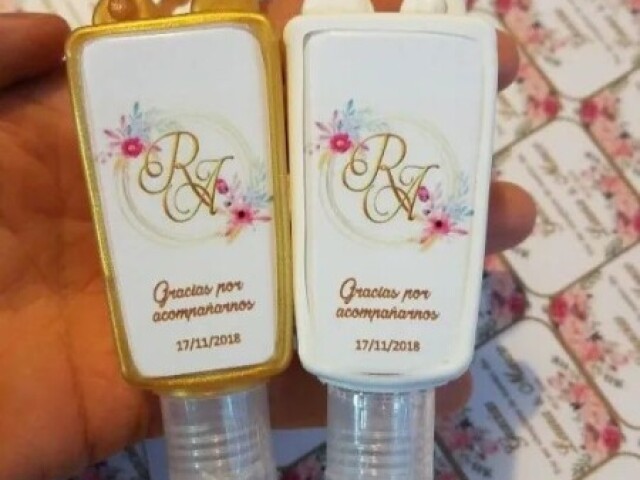 RA
Gracias por
acompañarnos
17/11/2018
RA
Gracias por
acompañarnos
17/11/2018